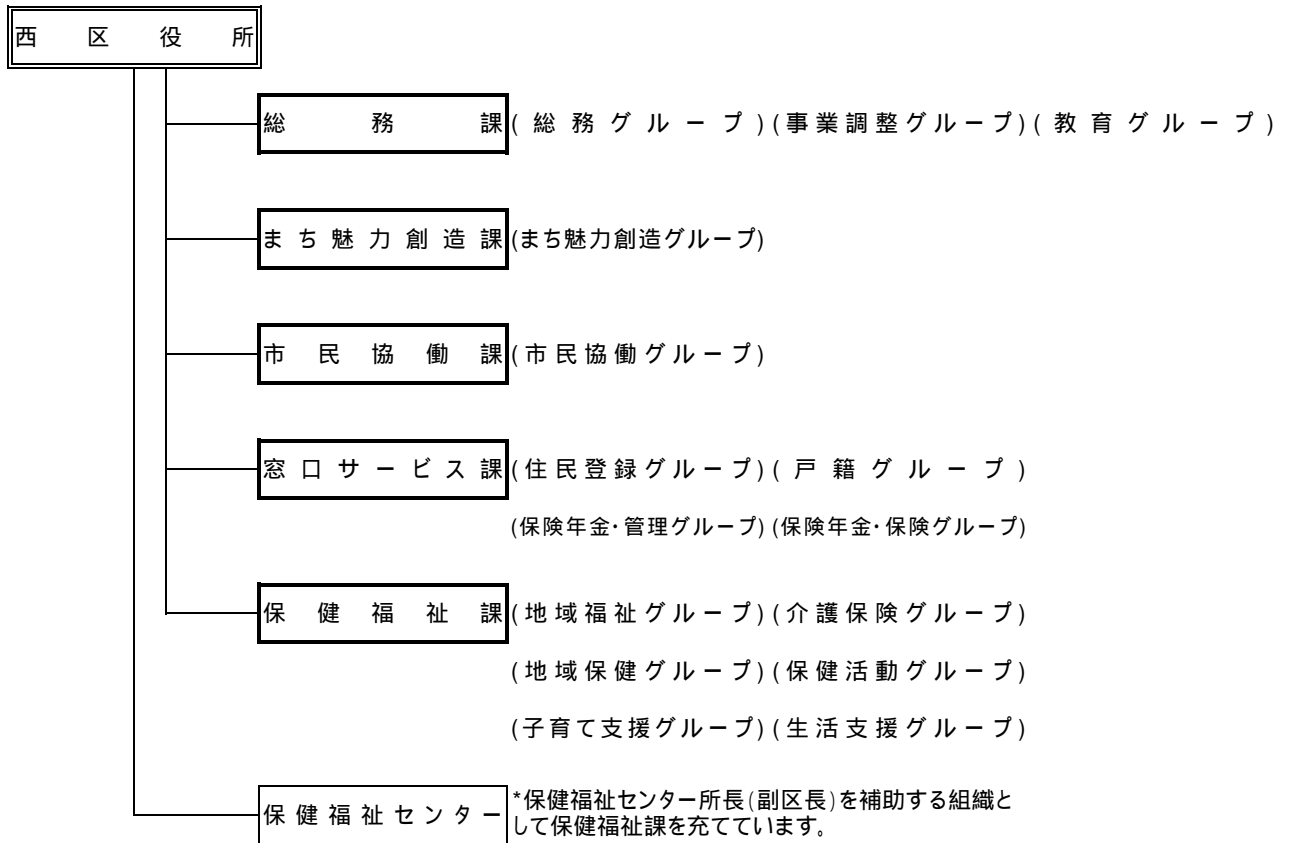 西区役所
総務課(総務グループ)(事業調整グループ)(教育グループ)
まち魅力創造課(まち魅力創造グループ)
市民協働課(市民協働グループ)
窓口サービス課(住民登録グループ)(戸籍グループ)
(保険年金・管理グループ)(保険年金・保険グループ)
保健福祉課(地域福祉グループ)(介護保険グループ)
(地域保健グループ)(保健活動グループ)
(子育て支援グループ)(生活支援グループ)
保健福祉センター
*保健福祉センター所長(副区長)を補助する組織と
して保健福祉課を充てています。